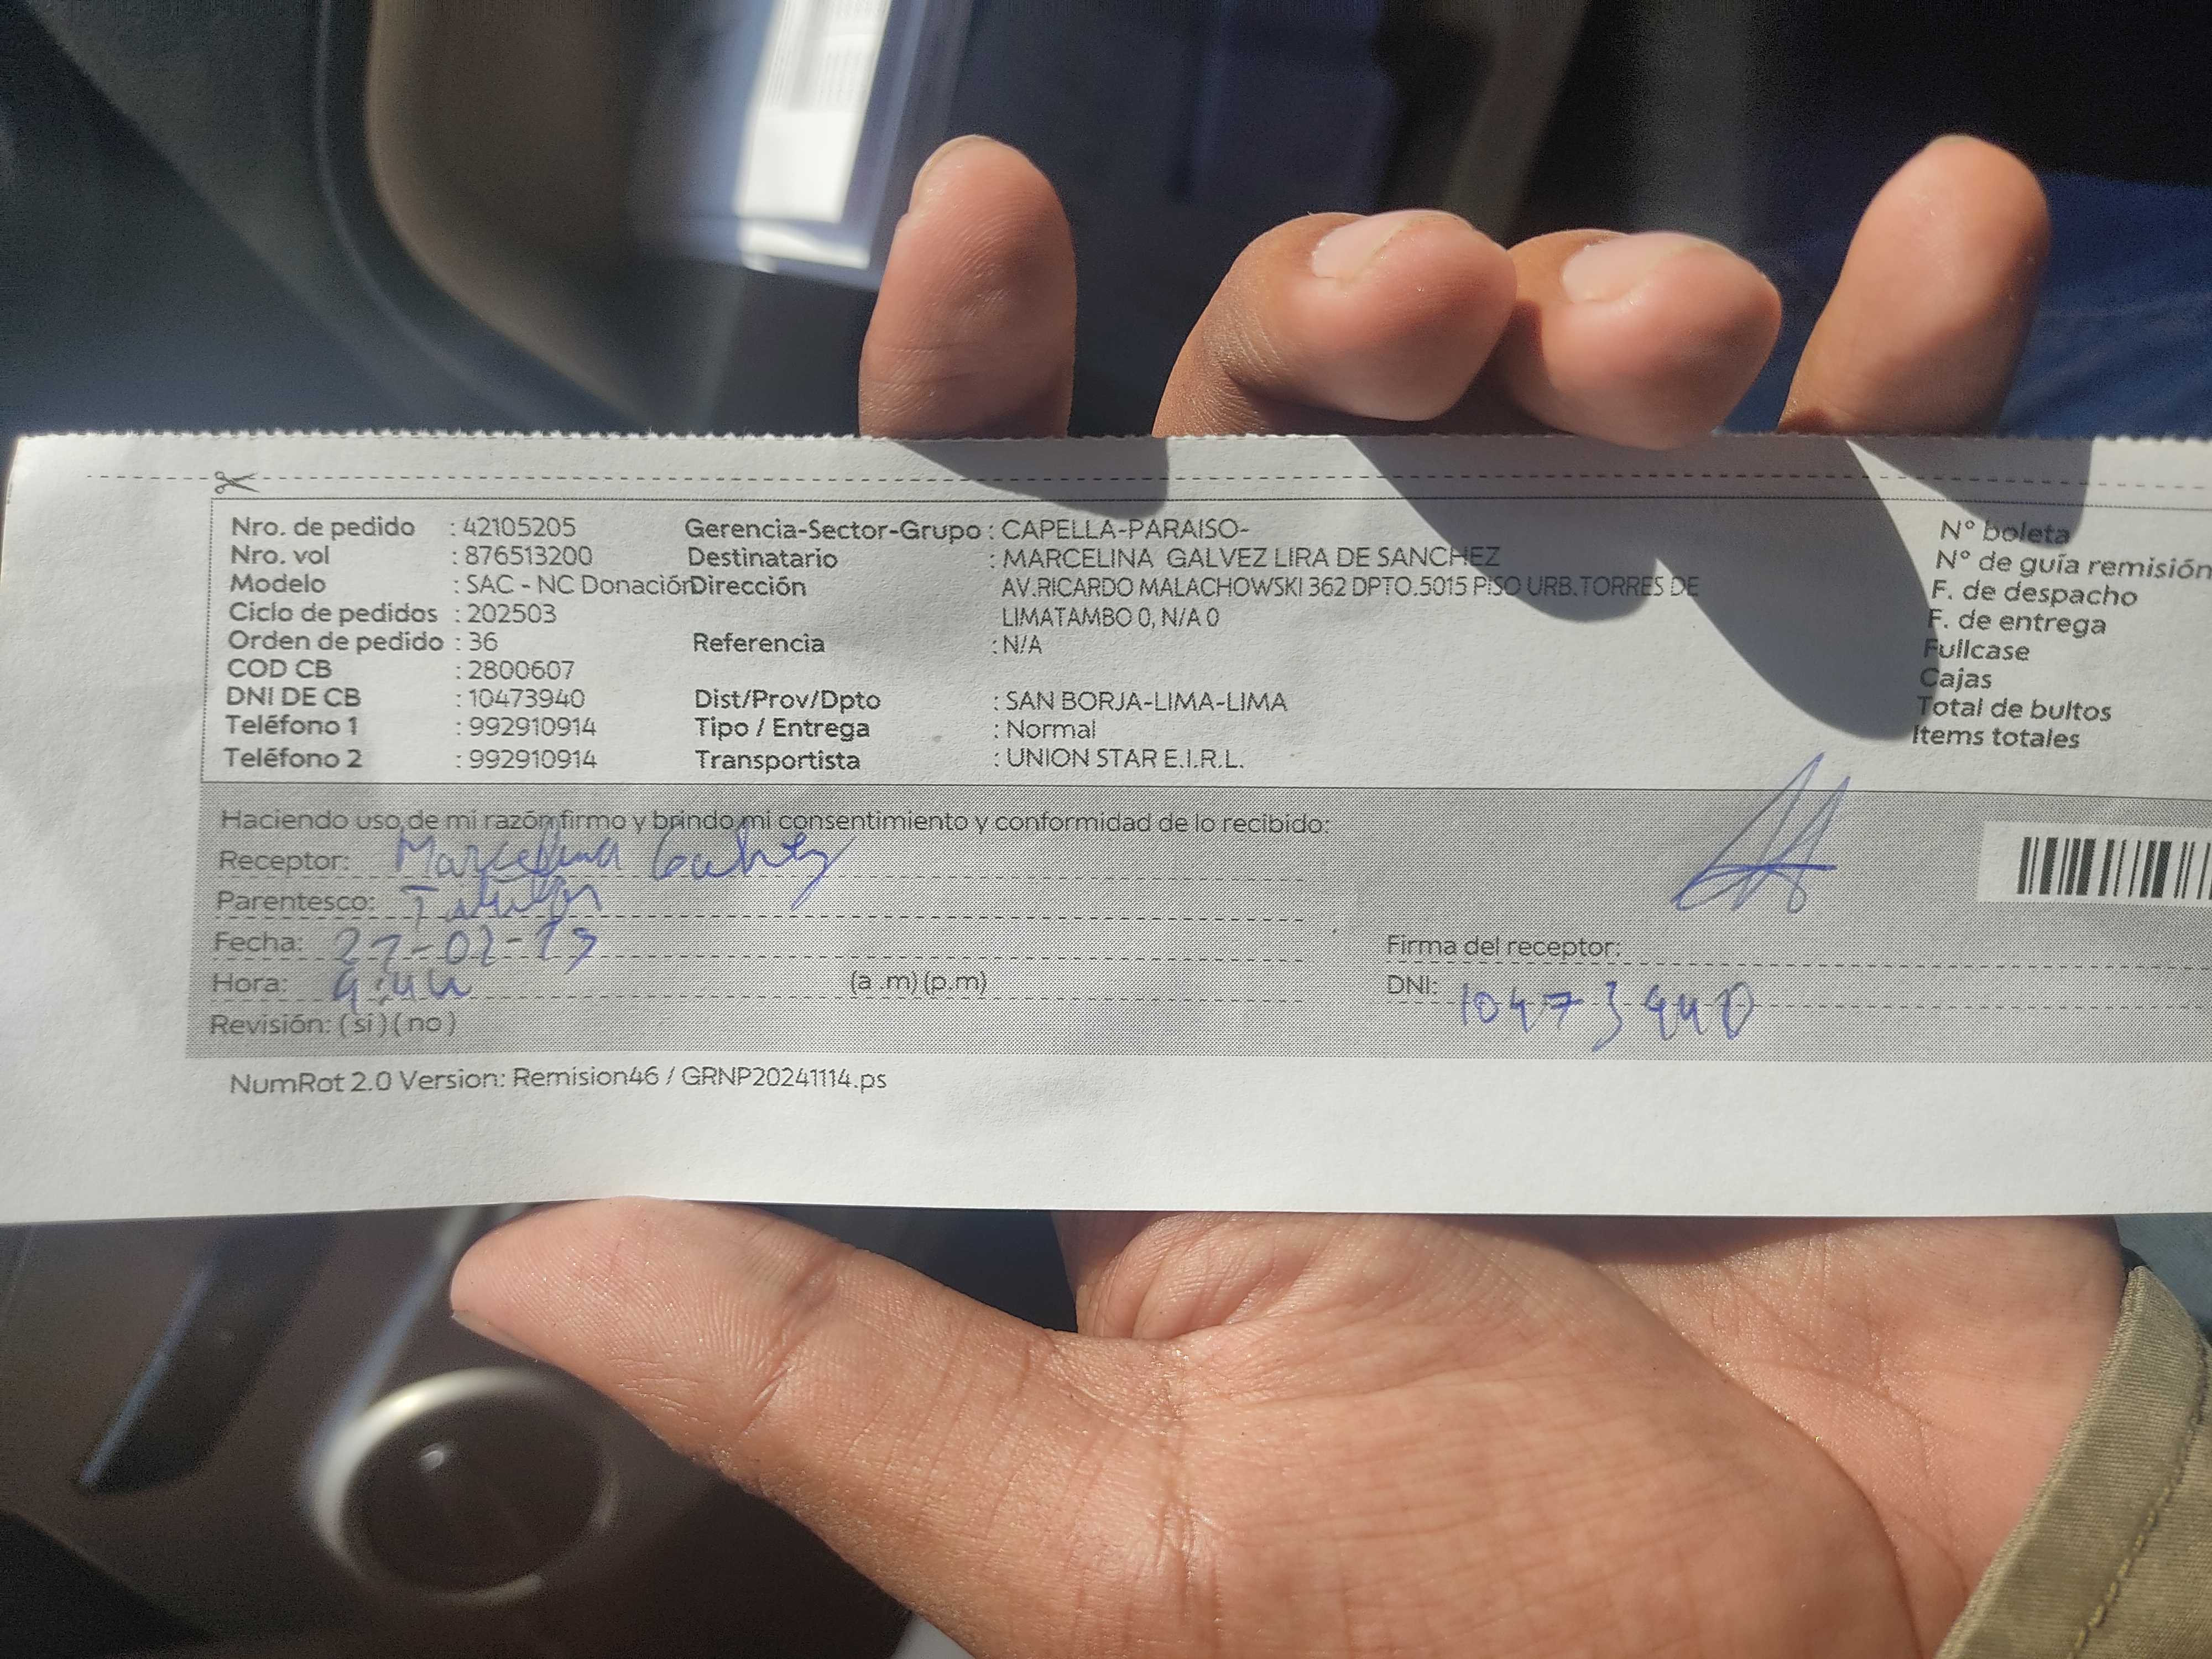 Nro. de pedido : 42105205 Gerencia-Sector-Grupo : CAPELLA-PARAISO- N° boleta
Nro. vol : 876513200 Destinatario : MARCELINA GALVEZ LIRA DE SANCHEZ N° de guía remisión
Modelo : SAC - NC Donación Dirección AV.RICARDO MALACHOWSKI 362 DPTO.5015 PISO URB.TORRES DE F. de despacho
Ciclo de pedidos : 202503 LIMATAMBO 0, N/A 0 F. de entrega
Orden de pedido : 36 Referencia : N/A Fullcase
COD CB : 2800607 Cajas
DNI DE CB : 10473940 Dist/Prov/Dpto : SAN BORJA-LIMA-LIMA Total de bultos
Teléfono 1 : 992910914 Tipo / Entrega : Normal Items totales
Teléfono 2 : 992910914 Transportista : UNION STAR E.I.R.L.
Haciendo uso de mi razón firmo y brindo mi consentimiento y conformidad de lo recibido:
Receptor: Marcelina Galvez
Parentesco: Titular
Fecha: Firma del receptor:
Hora: 9:44 (a .m) (p.m) DNI:
Revisión: (si) (no)
NumRot 2.0 Version: Remision46 / GRNP20241114.ps